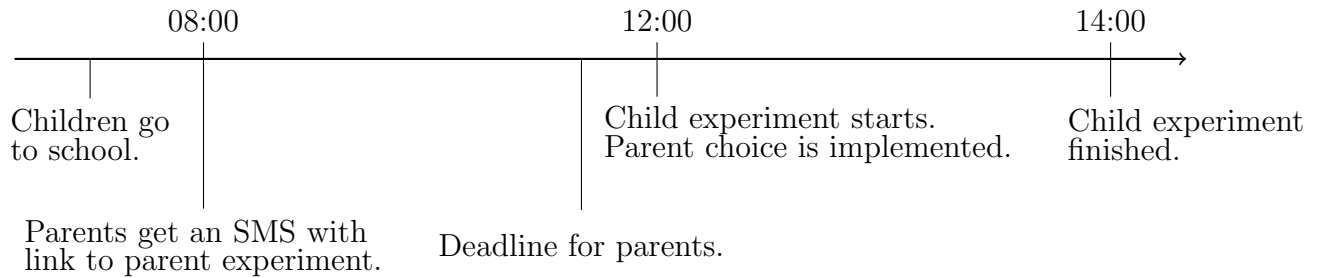 08:00
12:00
14:00
Children go
to school.
Child experiment starts.
Parent choice is implemented.
Child experiment
finished.
Parents get an SMS with
link to parent experiment.
Deadline for parents.